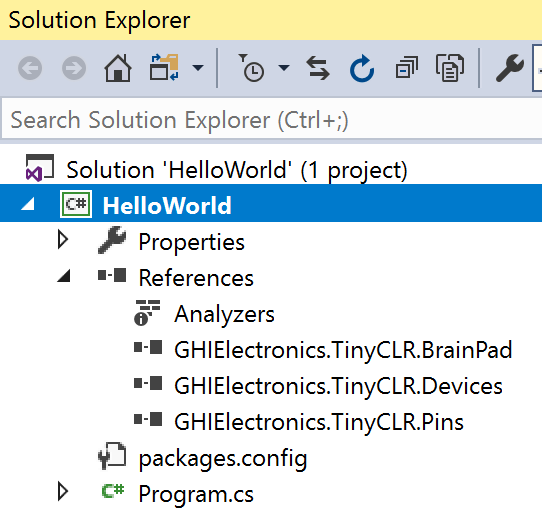 Solution Explorer
Search Solution Explorer (Ctrl+;)
Solution 'HelloWorld' (1 project)
C# HelloWorld
Properties
References
Analyzers
GHIElectronics.TinyCLR.BrainPad
GHIElectronics.TinyCLR.Devices
GHIElectronics.TinyCLR.Pins
packages.config
C# Program.cs